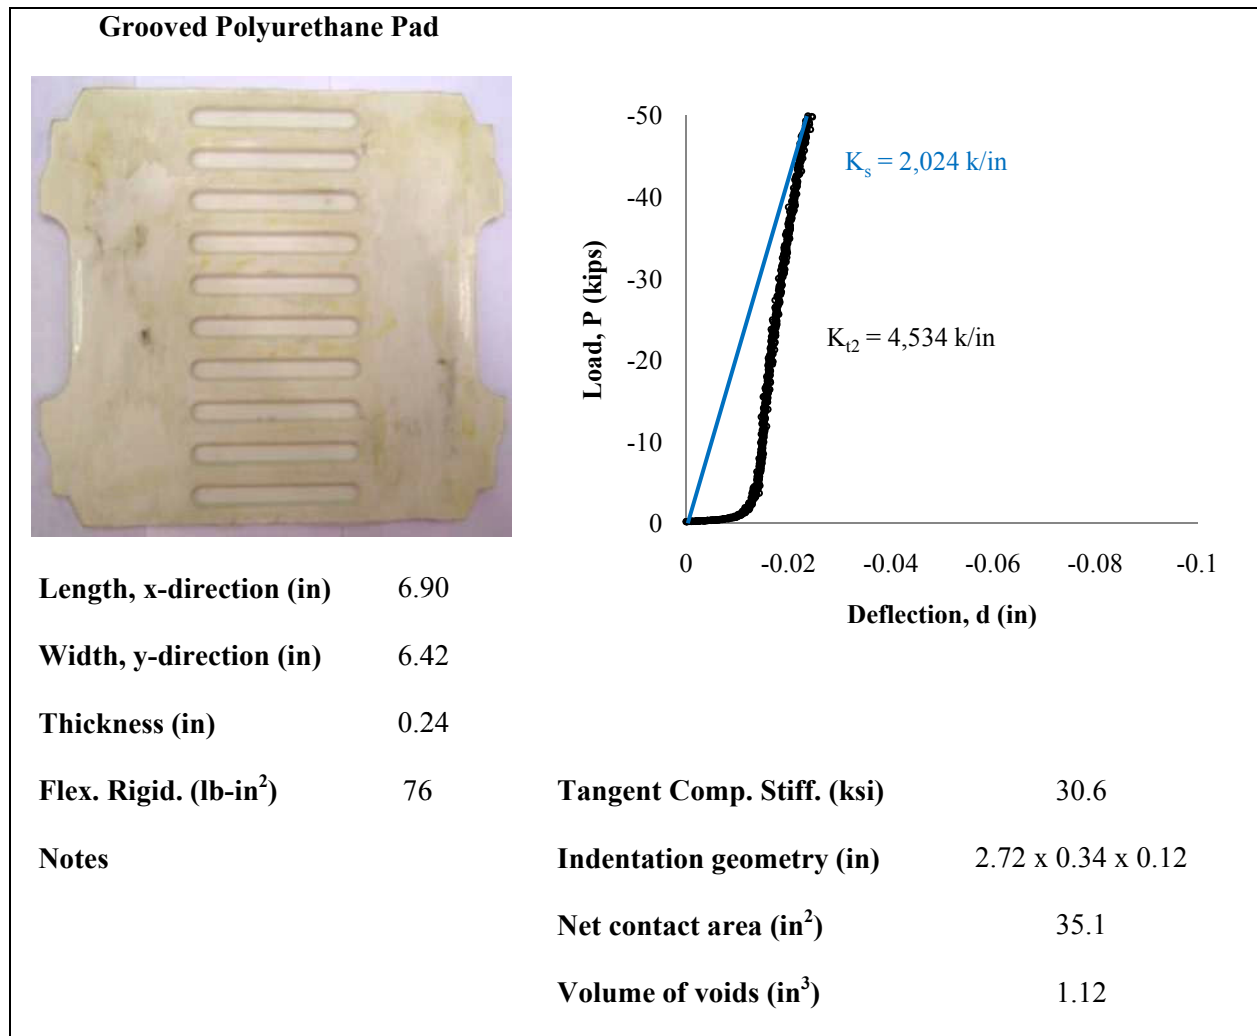 Grooved Polyurethane Pad
-50
-40
-30
-20
-10
0
Load, P (kips)
K_s = 2,024 k/in
K_t2 = 4,534 k/in
0 -0.02 -0.04 -0.06 -0.08 -0.1
Deflection, d (in)
Length, x-direction (in) 6.90
Width, y-direction (in) 6.42
Thickness (in) 0.24
Flex. Rigid. (lb-in²) 76
Notes
Tangent Comp. Stiff. (ksi) 30.6
Indentation geometry (in) 2.72 x 0.34 x 0.12
Net contact area (in²) 35.1
Volume of voids (in³) 1.12